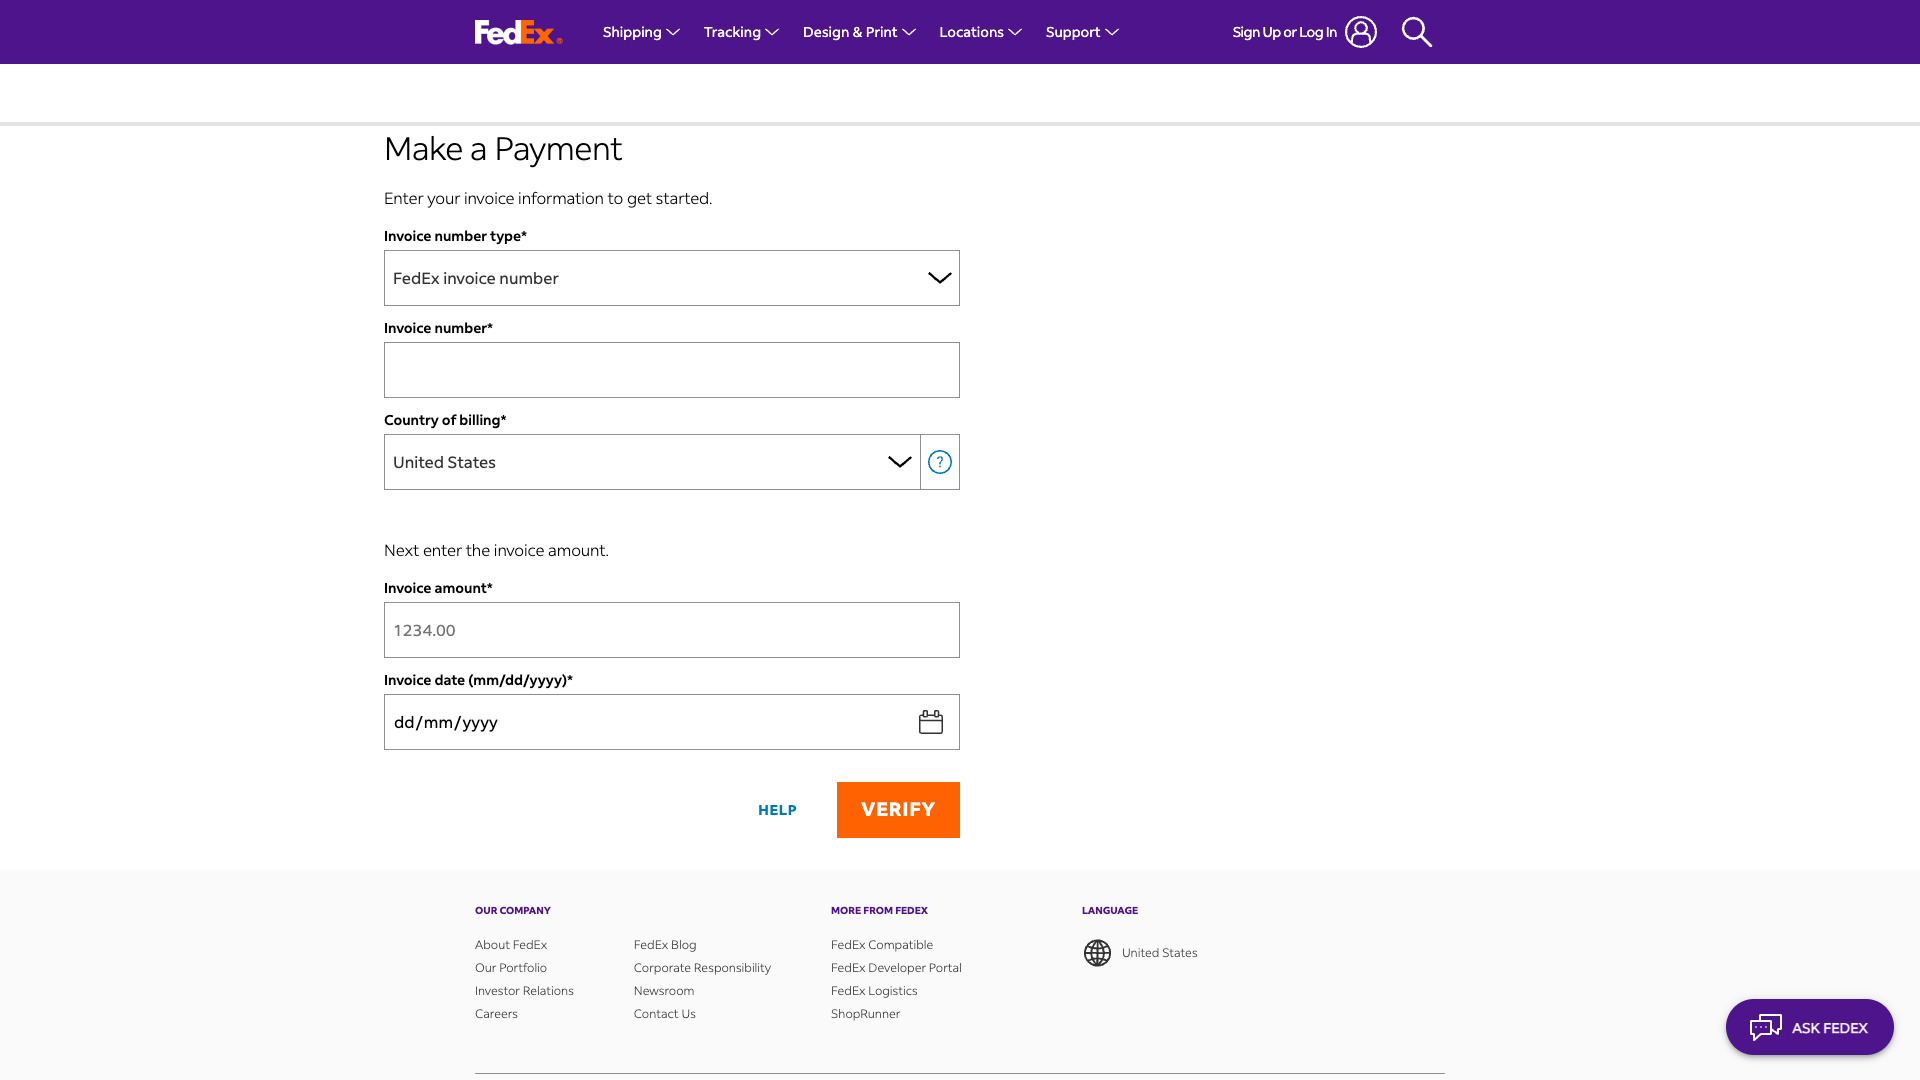 FedEx®
Shipping
Tracking
Design & Print
Locations
Support
Sign Up or Log In
Make a Payment
Enter your invoice information to get started.
Invoice number type*
FedEx invoice number
Invoice number*
Country of billing*
United States
?
Next enter the invoice amount.
Invoice amount*
1234.00
Invoice date (mm/dd/yyyy)*
dd/mm/yyyy
HELP
VERIFY
OUR COMPANY
About FedEx
Our Portfolio
Investor Relations
Careers
FedEx Blog
Corporate Responsibility
Newsroom
Contact Us
MORE FROM FEDEX
FedEx Compatible
FedEx Developer Portal
FedEx Logistics
ShopRunner
LANGUAGE
United States
ASK FEDEX